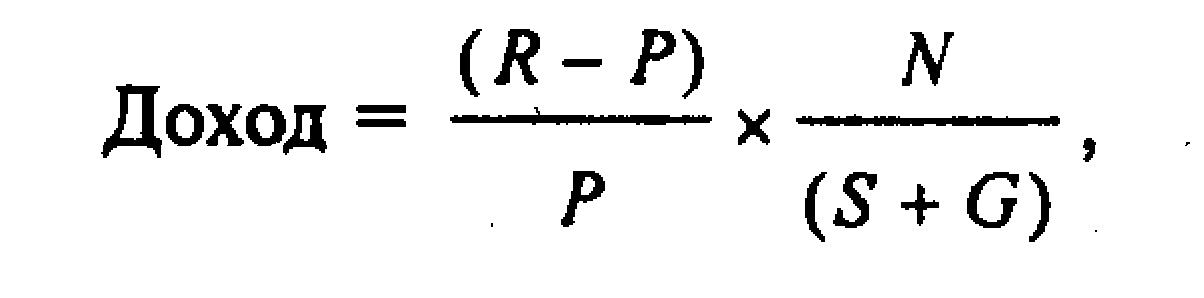 Доход = (R – P) / P × N / (S + G),